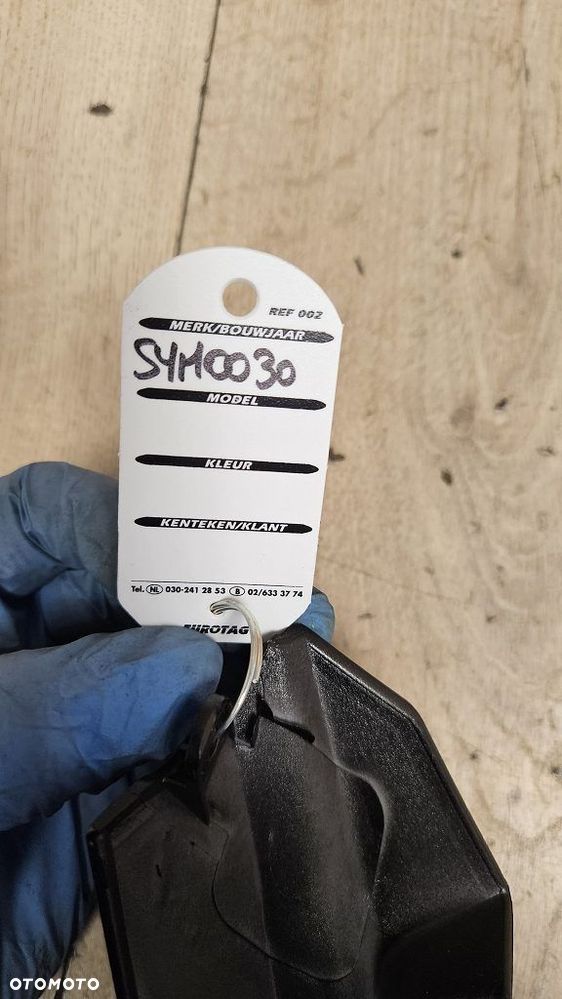 REF 002
MERK/BOUWJAAR
SYM0030
MODEL
KLEUR
KENTEKEN/KLANT
Tel. NL 030-241 28 53 B 02/633 37 74
EUROTAG
OTOMOTO